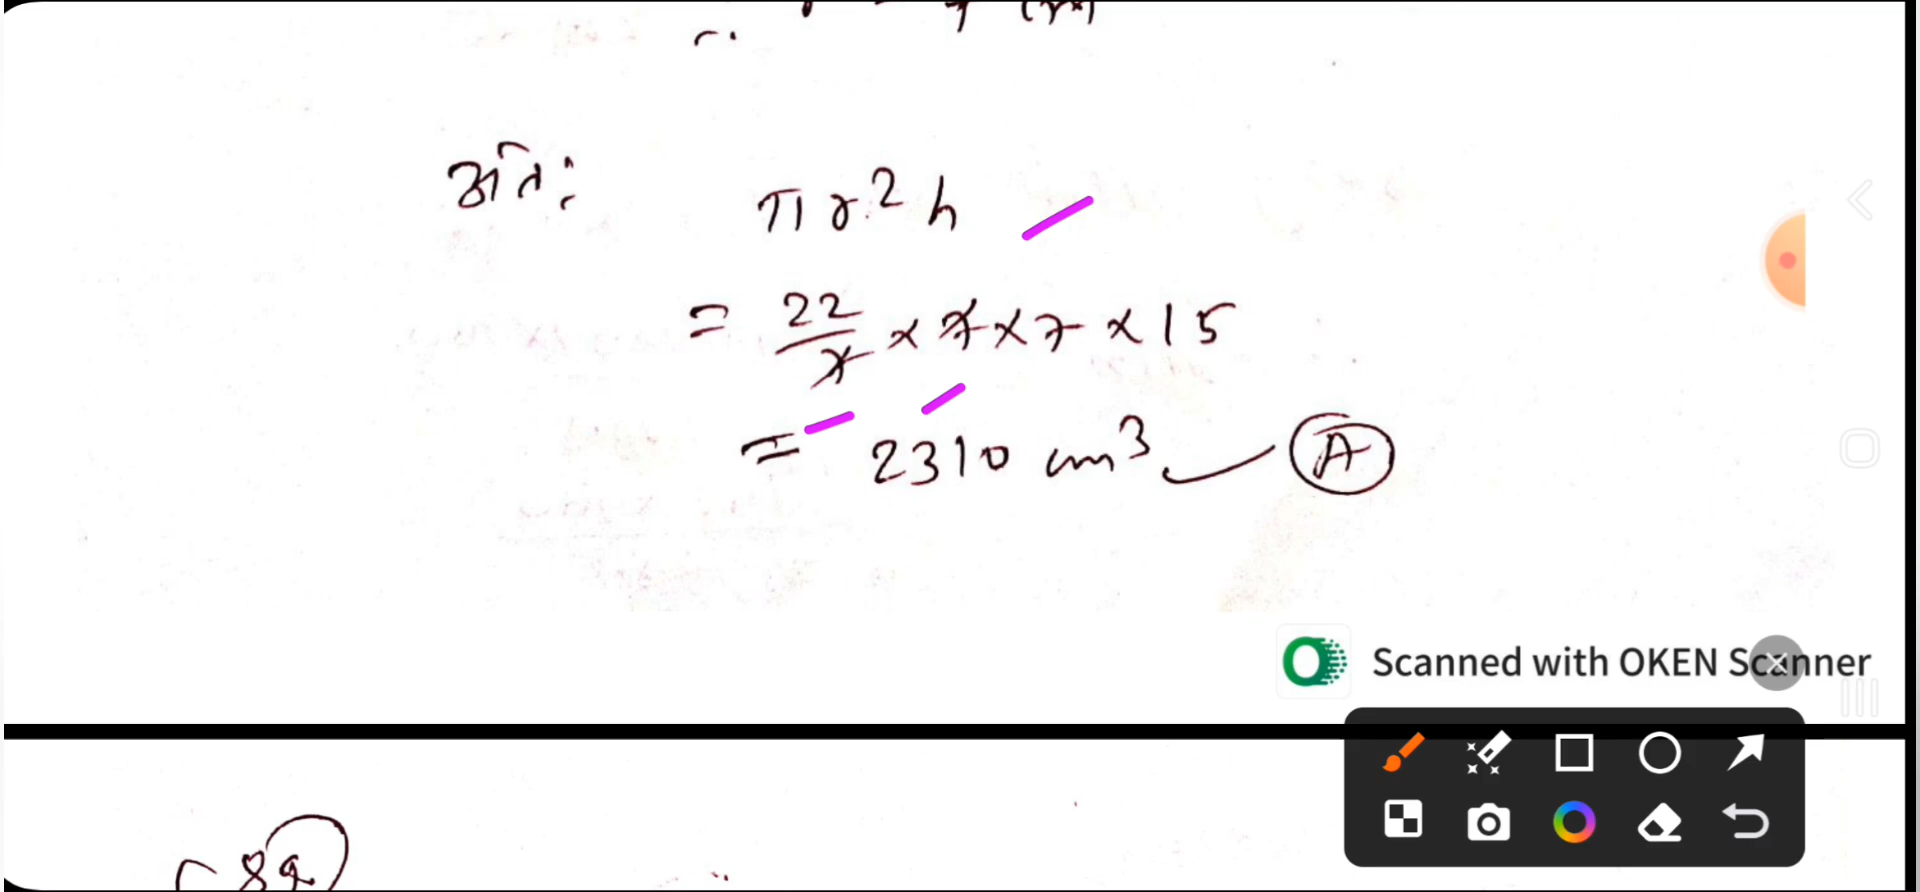 अतः πr²h
= 22/7 × 7 × 7 × 15
= 2310 cm³ A
Scanned with OKEN Scanner